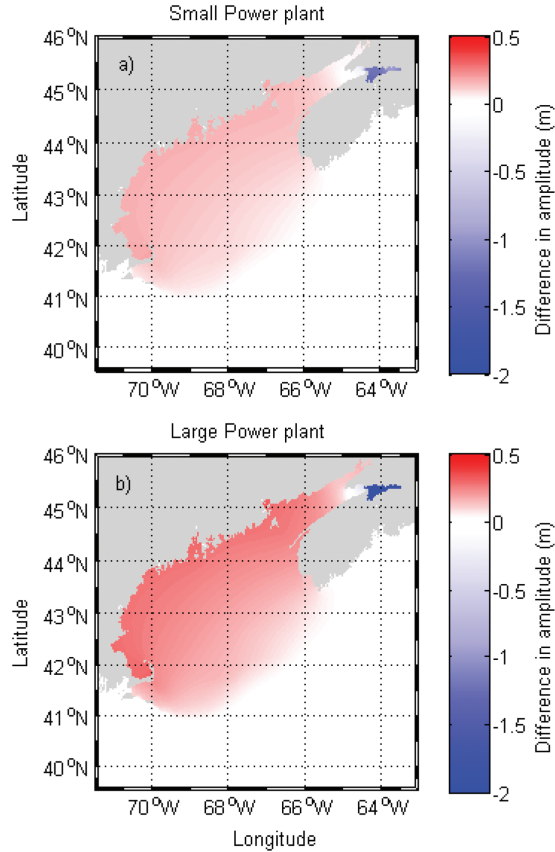 Small Power plant
a)
46°N
45°N
44°N
43°N
42°N
41°N
40°N
Latitude
70°W 68°W 66°W 64°W
0.5
0
-0.5
-1
-1.5
-2
Difference in amplitude (m)
Large Power plant
b)
46°N
45°N
44°N
43°N
42°N
41°N
40°N
Latitude
70°W 68°W 66°W 64°W
Longitude
0.5
0
-0.5
-1
-1.5
-2
Difference in amplitude (m)